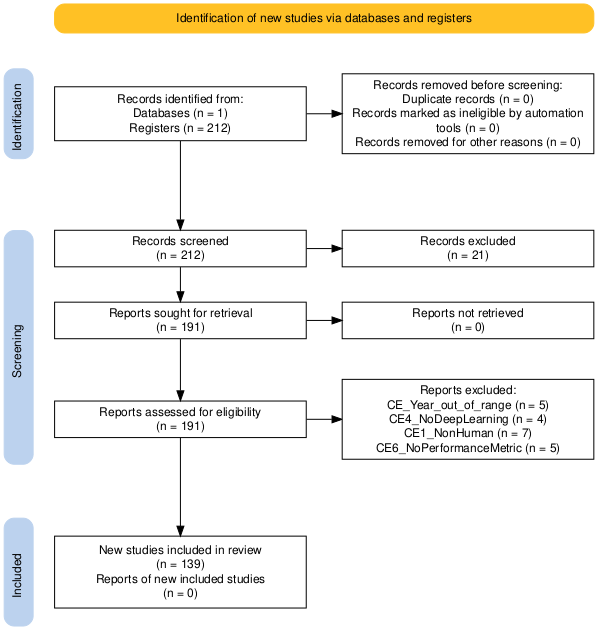 Identification of new studies via databases and registers
Identification
Records identified from:
Databases (n = 1)
Registers (n = 212)
Records removed before screening:
Duplicate records (n = 0)
Records marked as ineligible by automation
tools (n = 0)
Records removed for other reasons (n = 0)
Screening
Records screened
(n = 212)
Records excluded
(n = 21)
Reports sought for retrieval
(n = 191)
Reports not retrieved
(n = 0)
Reports assessed for eligibility
(n = 191)
Reports excluded:
CE_Year_out_of_range (n = 5)
CE4_NoDeepLearning (n = 4)
CE1_NonHuman (n = 7)
CE6_NoPerformanceMetric (n = 5)
Included
New studies included in review
(n = 139)
Reports of new included studies
(n = 0)